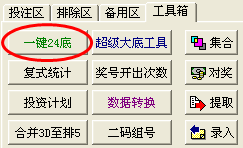 投注区 排除区 备用区 工具箱
一键24底 超级大底工具 集合
复式统计 奖号开出次数 对奖
投资计划 数据转换 提取
合并3D至排5 二码组号 录入